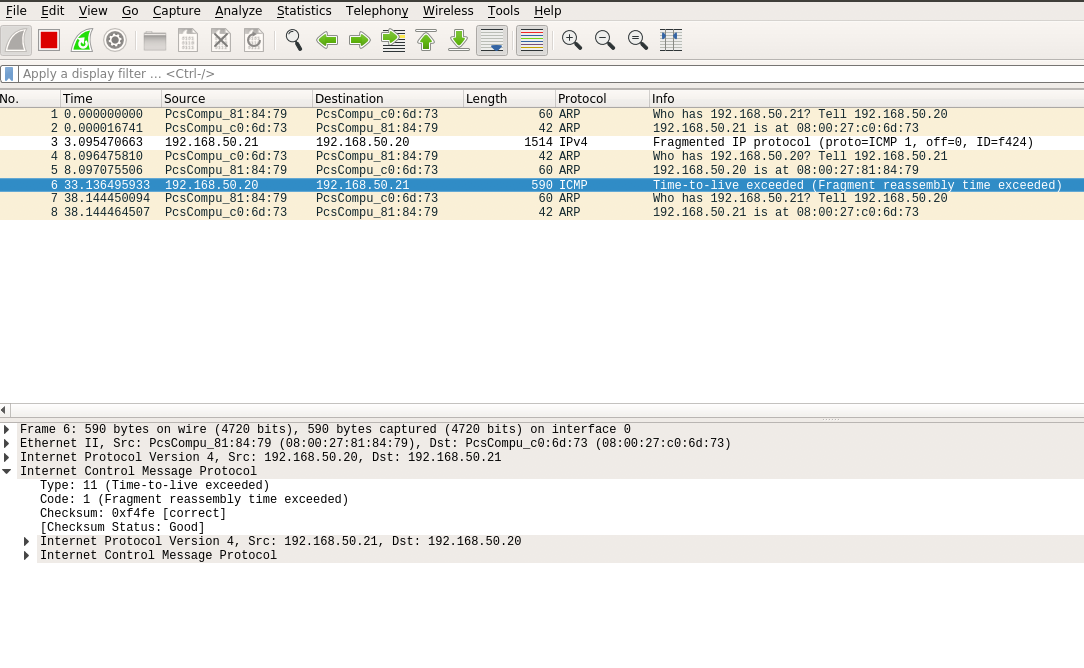 File Edit View Go Capture Analyze Statistics Telephony Wireless Tools Help
Apply a display filter ... <Ctrl-/>
No. Time Source Destination Length Protocol Info
1 0.000000000 PcsCompu_81:84:79 PcsCompu_c0:6d:73 60 ARP Who has 192.168.50.21? Tell 192.168.50.20
2 0.000016741 PcsCompu_c0:6d:73 PcsCompu_81:84:79 42 ARP 192.168.50.21 is at 08:00:27:c0:6d:73
3 3.095470663 192.168.50.21 192.168.50.20 1514 IPv4 Fragmented IP protocol (proto=ICMP 1, off=0, ID=f424)
4 8.096475810 PcsCompu_c0:6d:73 PcsCompu_81:84:79 42 ARP Who has 192.168.50.20? Tell 192.168.50.21
5 8.097075506 PcsCompu_81:84:79 PcsCompu_c0:6d:73 60 ARP 192.168.50.20 is at 08:00:27:81:84:79
6 33.136495933 192.168.50.20 192.168.50.21 590 ICMP Time-to-live exceeded (Fragment reassembly time exceeded)
7 38.144450094 PcsCompu_81:84:79 PcsCompu_c0:6d:73 60 ARP Who has 192.168.50.21? Tell 192.168.50.20
8 38.144464507 PcsCompu_c0:6d:73 PcsCompu_81:84:79 42 ARP 192.168.50.21 is at 08:00:27:c0:6d:73
Frame 6: 590 bytes on wire (4720 bits), 590 bytes captured (4720 bits) on interface 0
Ethernet II, Src: PcsCompu_81:84:79 (08:00:27:81:84:79), Dst: PcsCompu_c0:6d:73 (08:00:27:c0:6d:73)
Internet Protocol Version 4, Src: 192.168.50.20, Dst: 192.168.50.21
Internet Control Message Protocol
Type: 11 (Time-to-live exceeded)
Code: 1 (Fragment reassembly time exceeded)
Checksum: 0xf4fe [correct]
[Checksum Status: Good]
Internet Protocol Version 4, Src: 192.168.50.21, Dst: 192.168.50.20
Internet Control Message Protocol